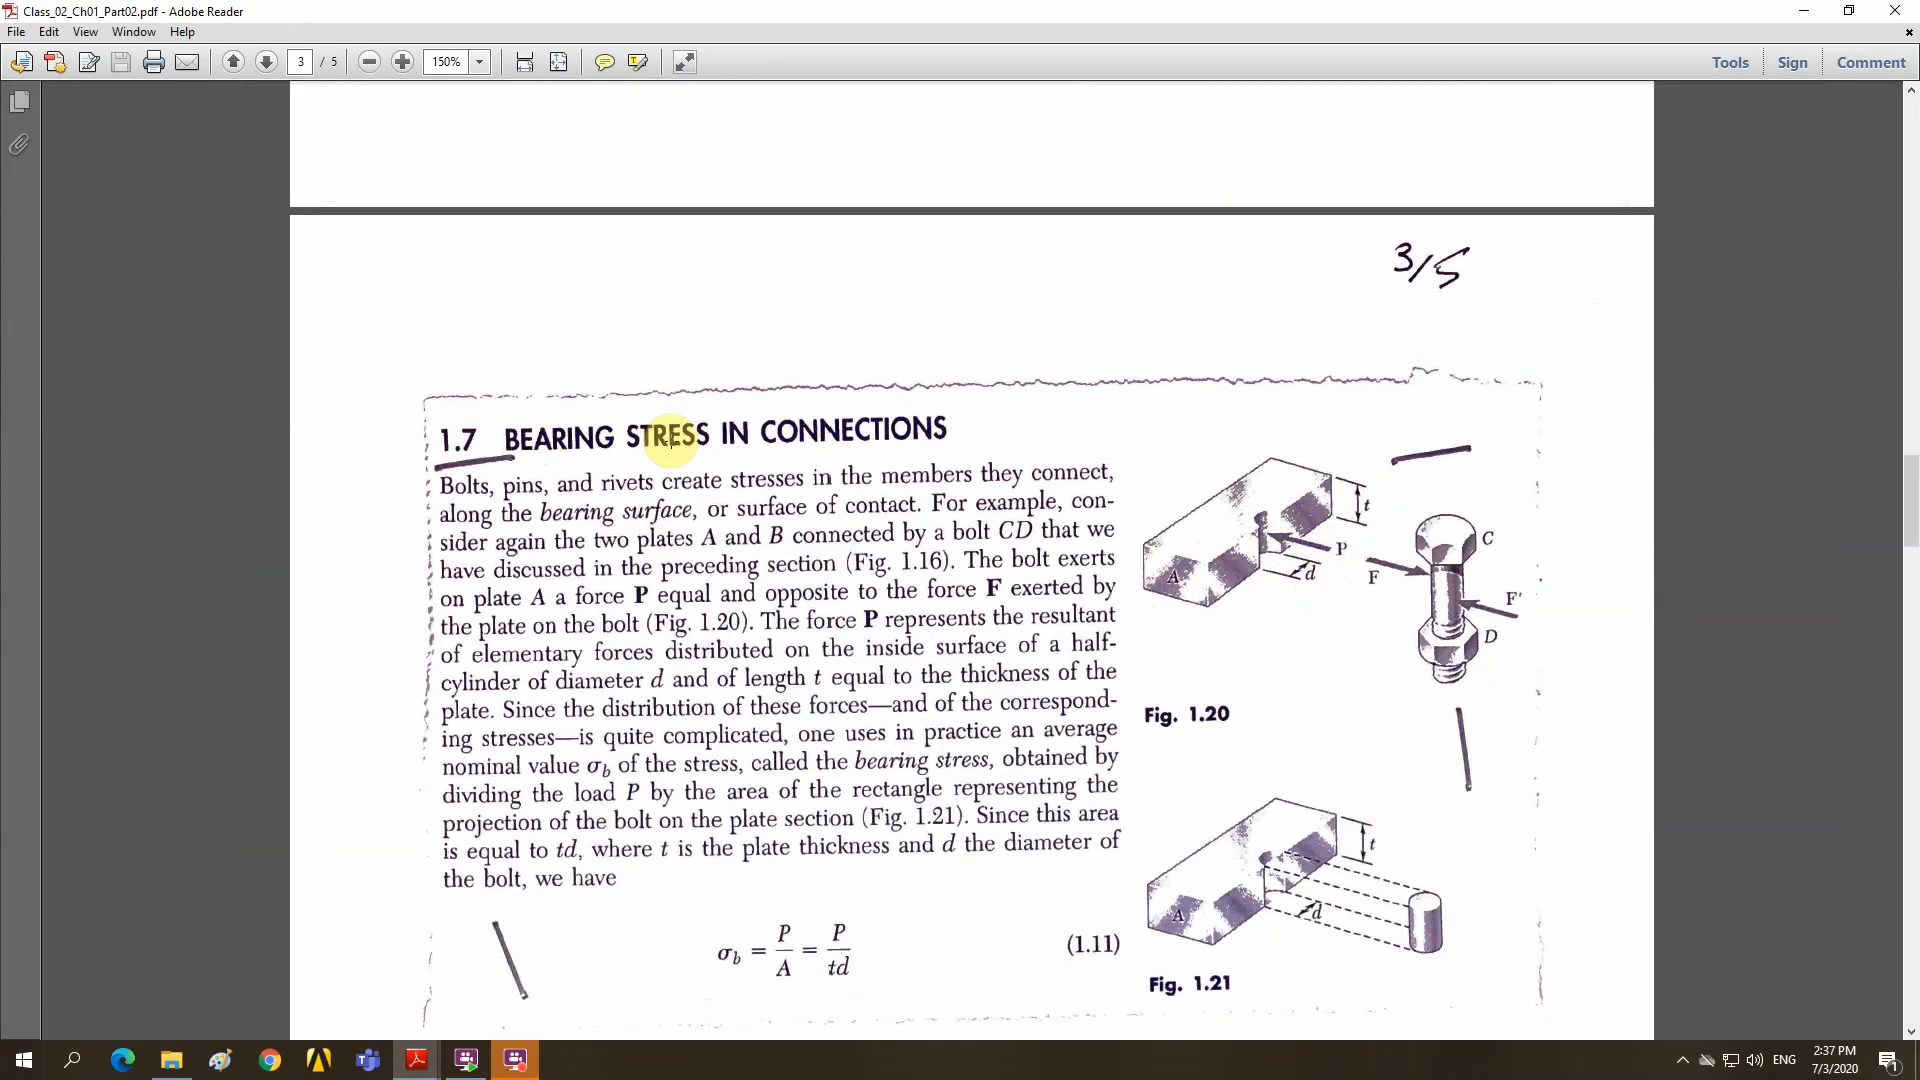 Class_02_Ch01_Part02.pdf - Adobe Reader
File Edit View Window Help
3 / 5 150% Tools Sign Comment
3/5
1.7 BEARING STRESS IN CONNECTIONS
Bolts, pins, and rivets create stresses in the members they connect,
along the bearing surface, or surface of contact. For example, con-
sider again the two plates A and B connected by a bolt CD that we
have discussed in the preceding section (Fig. 1.16). The bolt exerts
on plate A a force P equal and opposite to the force F exerted by
the plate on the bolt (Fig. 1.20). The force P represents the resultant
of elementary forces distributed on the inside surface of a half-
cylinder of diameter d and of length t equal to the thickness of the
plate. Since the distribution of these forces—and of the correspond-
ing stresses—is quite complicated, one uses in practice an average
nominal value σb of the stress, called the bearing stress, obtained by
dividing the load P by the area of the rectangle representing the
projection of the bolt on the plate section (Fig. 1.21). Since this area
is equal to td, where t is the plate thickness and d the diameter of
the bolt, we have
σb = P/A = P/td (1.11)
t
C
P
F
d
A
F'
D
Fig. 1.20
t
d
A
Fig. 1.21
ENG
2:37 PM
7/3/2020
1